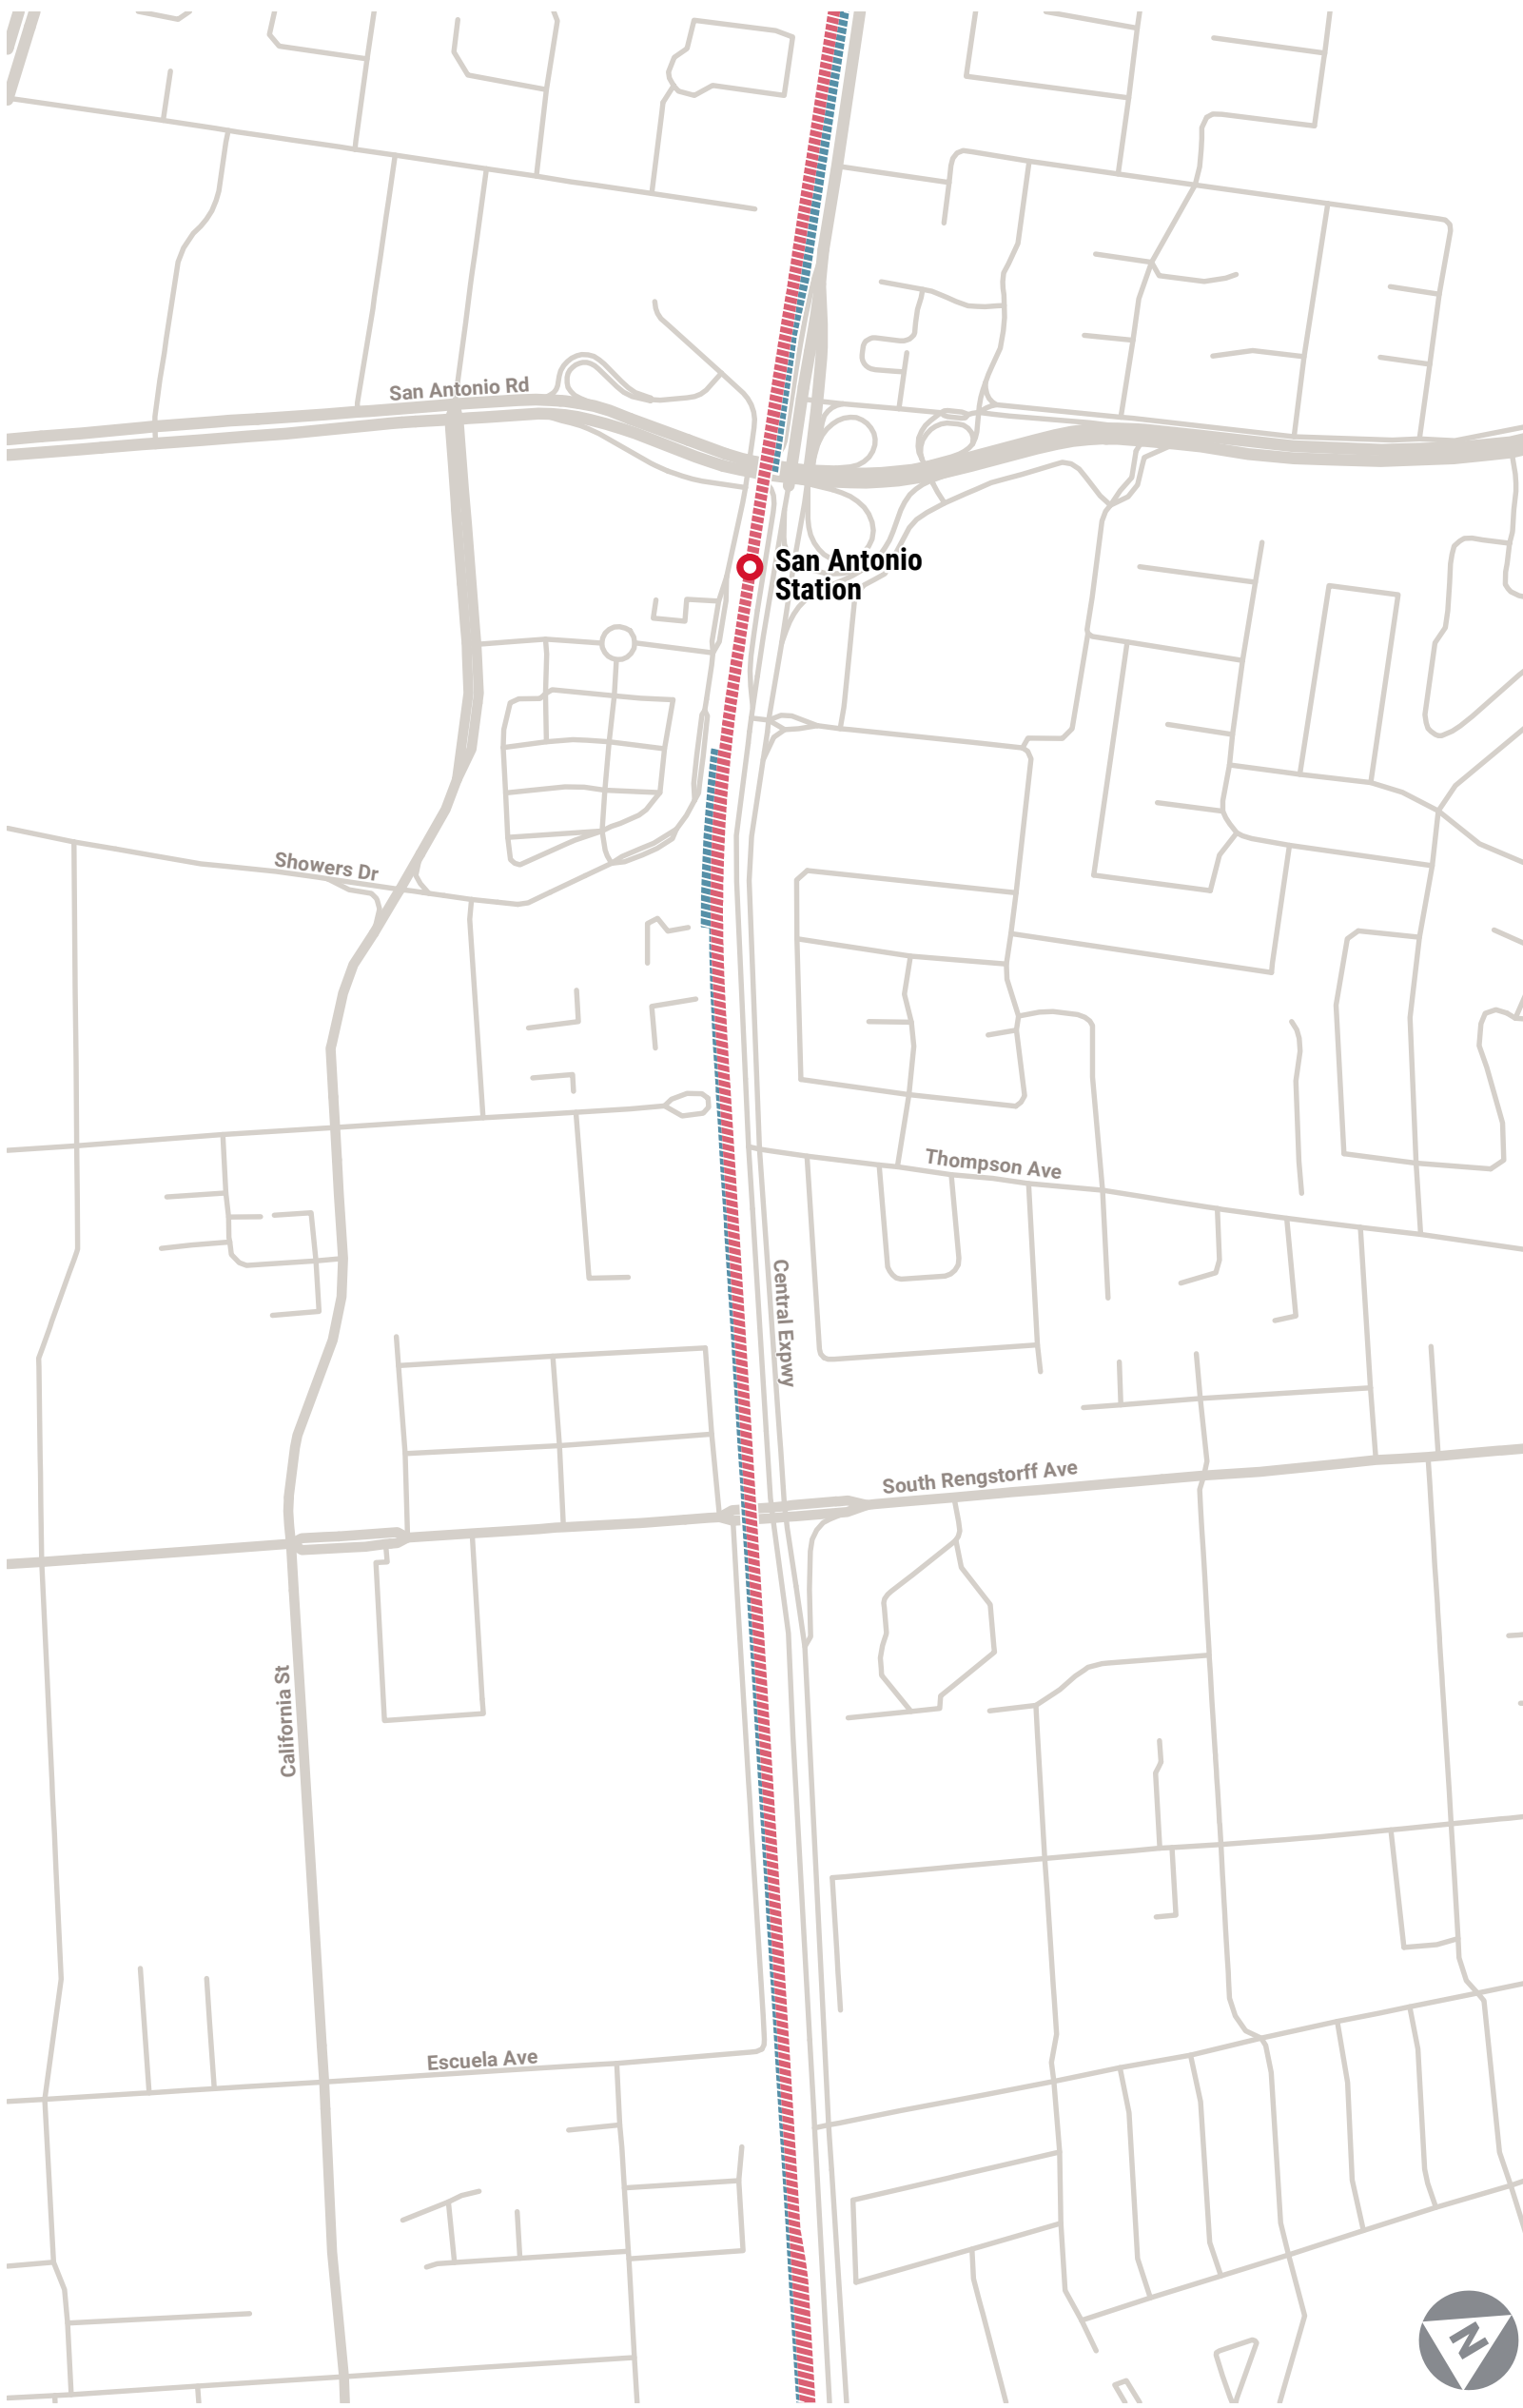 San Antonio Rd
San Antonio
Station
Showers Dr
Thompson Ave
Central Expwy
South Rengstorff Ave
California St
Escuela Ave
N